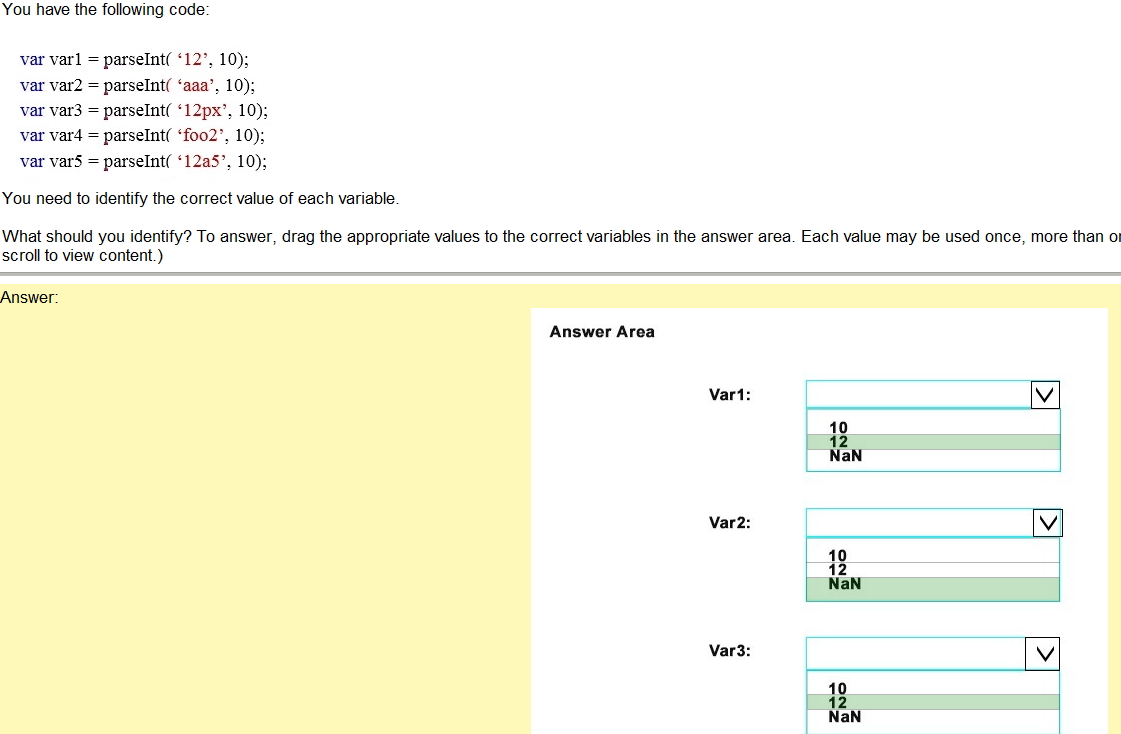 You have the following code:
var var1 = parseInt( ‘12’, 10);
var var2 = parseInt( ‘aaa’, 10);
var var3 = parseInt( ‘12px’, 10);
var var4 = parseInt( ‘foo2’, 10);
var var5 = parseInt( ‘12a5’, 10);
You need to identify the correct value of each variable.
What should you identify? To answer, drag the appropriate values to the correct variables in the answer area. Each value may be used once, more than
scroll to view content.)
Answer:
Answer Area
Var1:
10
12
NaN
Var2:
10
12
NaN
Var3:
10
12
NaN